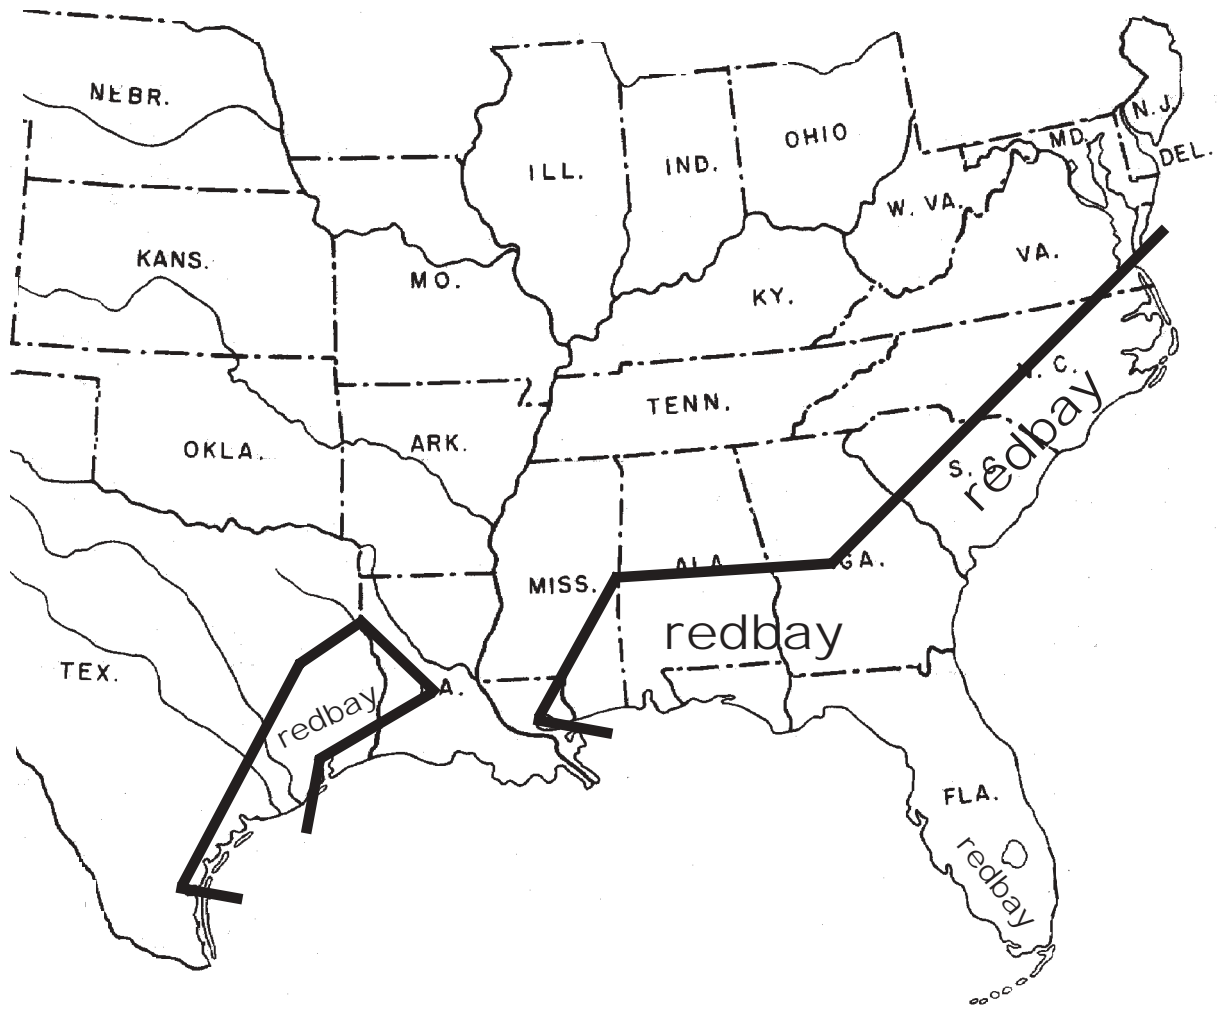 NEBR.
N.J.
OHIO
MD.
DEL.
ILL.
IND.
W. VA.
KANS.
VA.
MO.
KY.
N. C.
TENN.
redbay
OKLA.
ARK.
S. C.
ALA
GA.
MISS.
redbay
TEX.
redbay
A.
FLA.
redbay